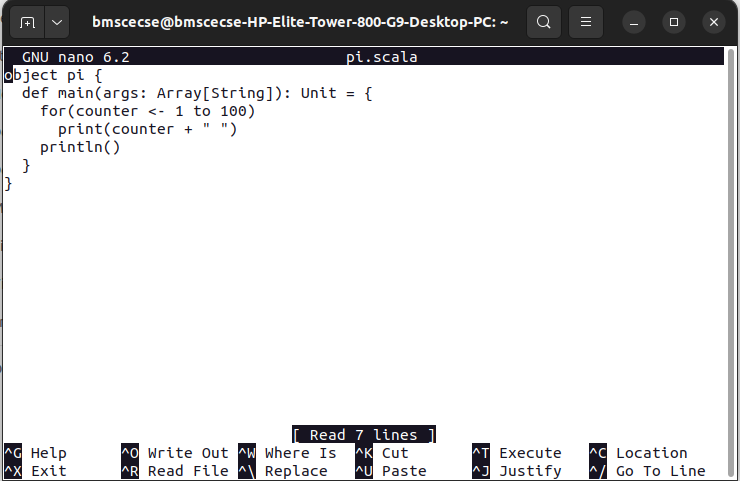 bmscecse@bmscecse-HP-Elite-Tower-800-G9-Desktop-PC: ~
GNU nano 6.2 pi.scala
object pi {
  def main(args: Array[String]): Unit = {
    for(counter <- 1 to 100)
      print(counter + " ")
    println()
  }
}
[ Read 7 lines ]
^G Help ^O Write Out ^W Where Is ^K Cut ^T Execute ^C Location
^X Exit ^R Read File ^\ Replace ^U Paste ^J Justify ^/ Go To Line